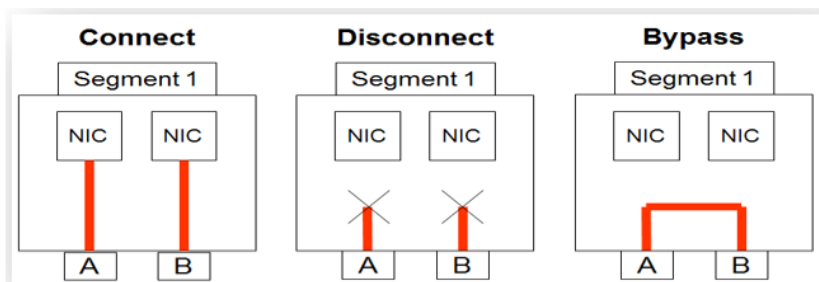 Connect Disconnect Bypass
Segment 1 Segment 1 Segment 1
NIC NIC NIC NIC NIC NIC
A B A B A B